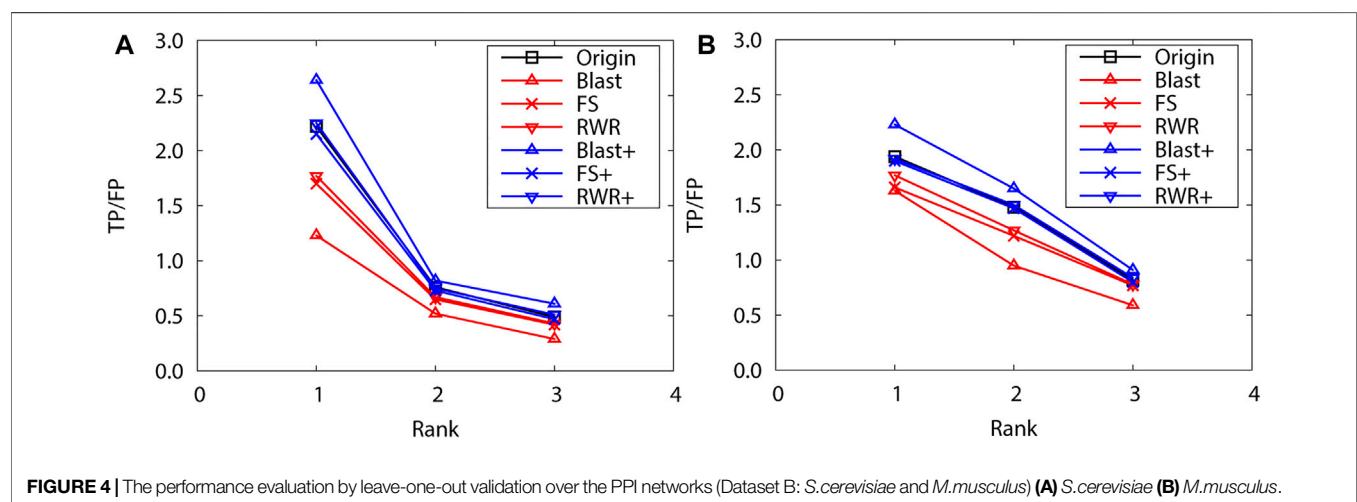 A
3.0
2.5
2.0
1.5
1.0
0.5
0.0
TP/FP
0 1 2 3 4
Rank
Origin
Blast
FS
RWR
Blast+
FS+
RWR+
B
3.0
2.5
2.0
1.5
1.0
0.5
0.0
TP/FP
0 1 2 3 4
Rank
Origin
Blast
FS
RWR
Blast+
FS+
RWR+
FIGURE 4 | The performance evaluation by leave-one-out validation over the PPI networks (Dataset B: S.cerevisiae and M.musculus) (A) S.cerevisiae (B) M.musculus.